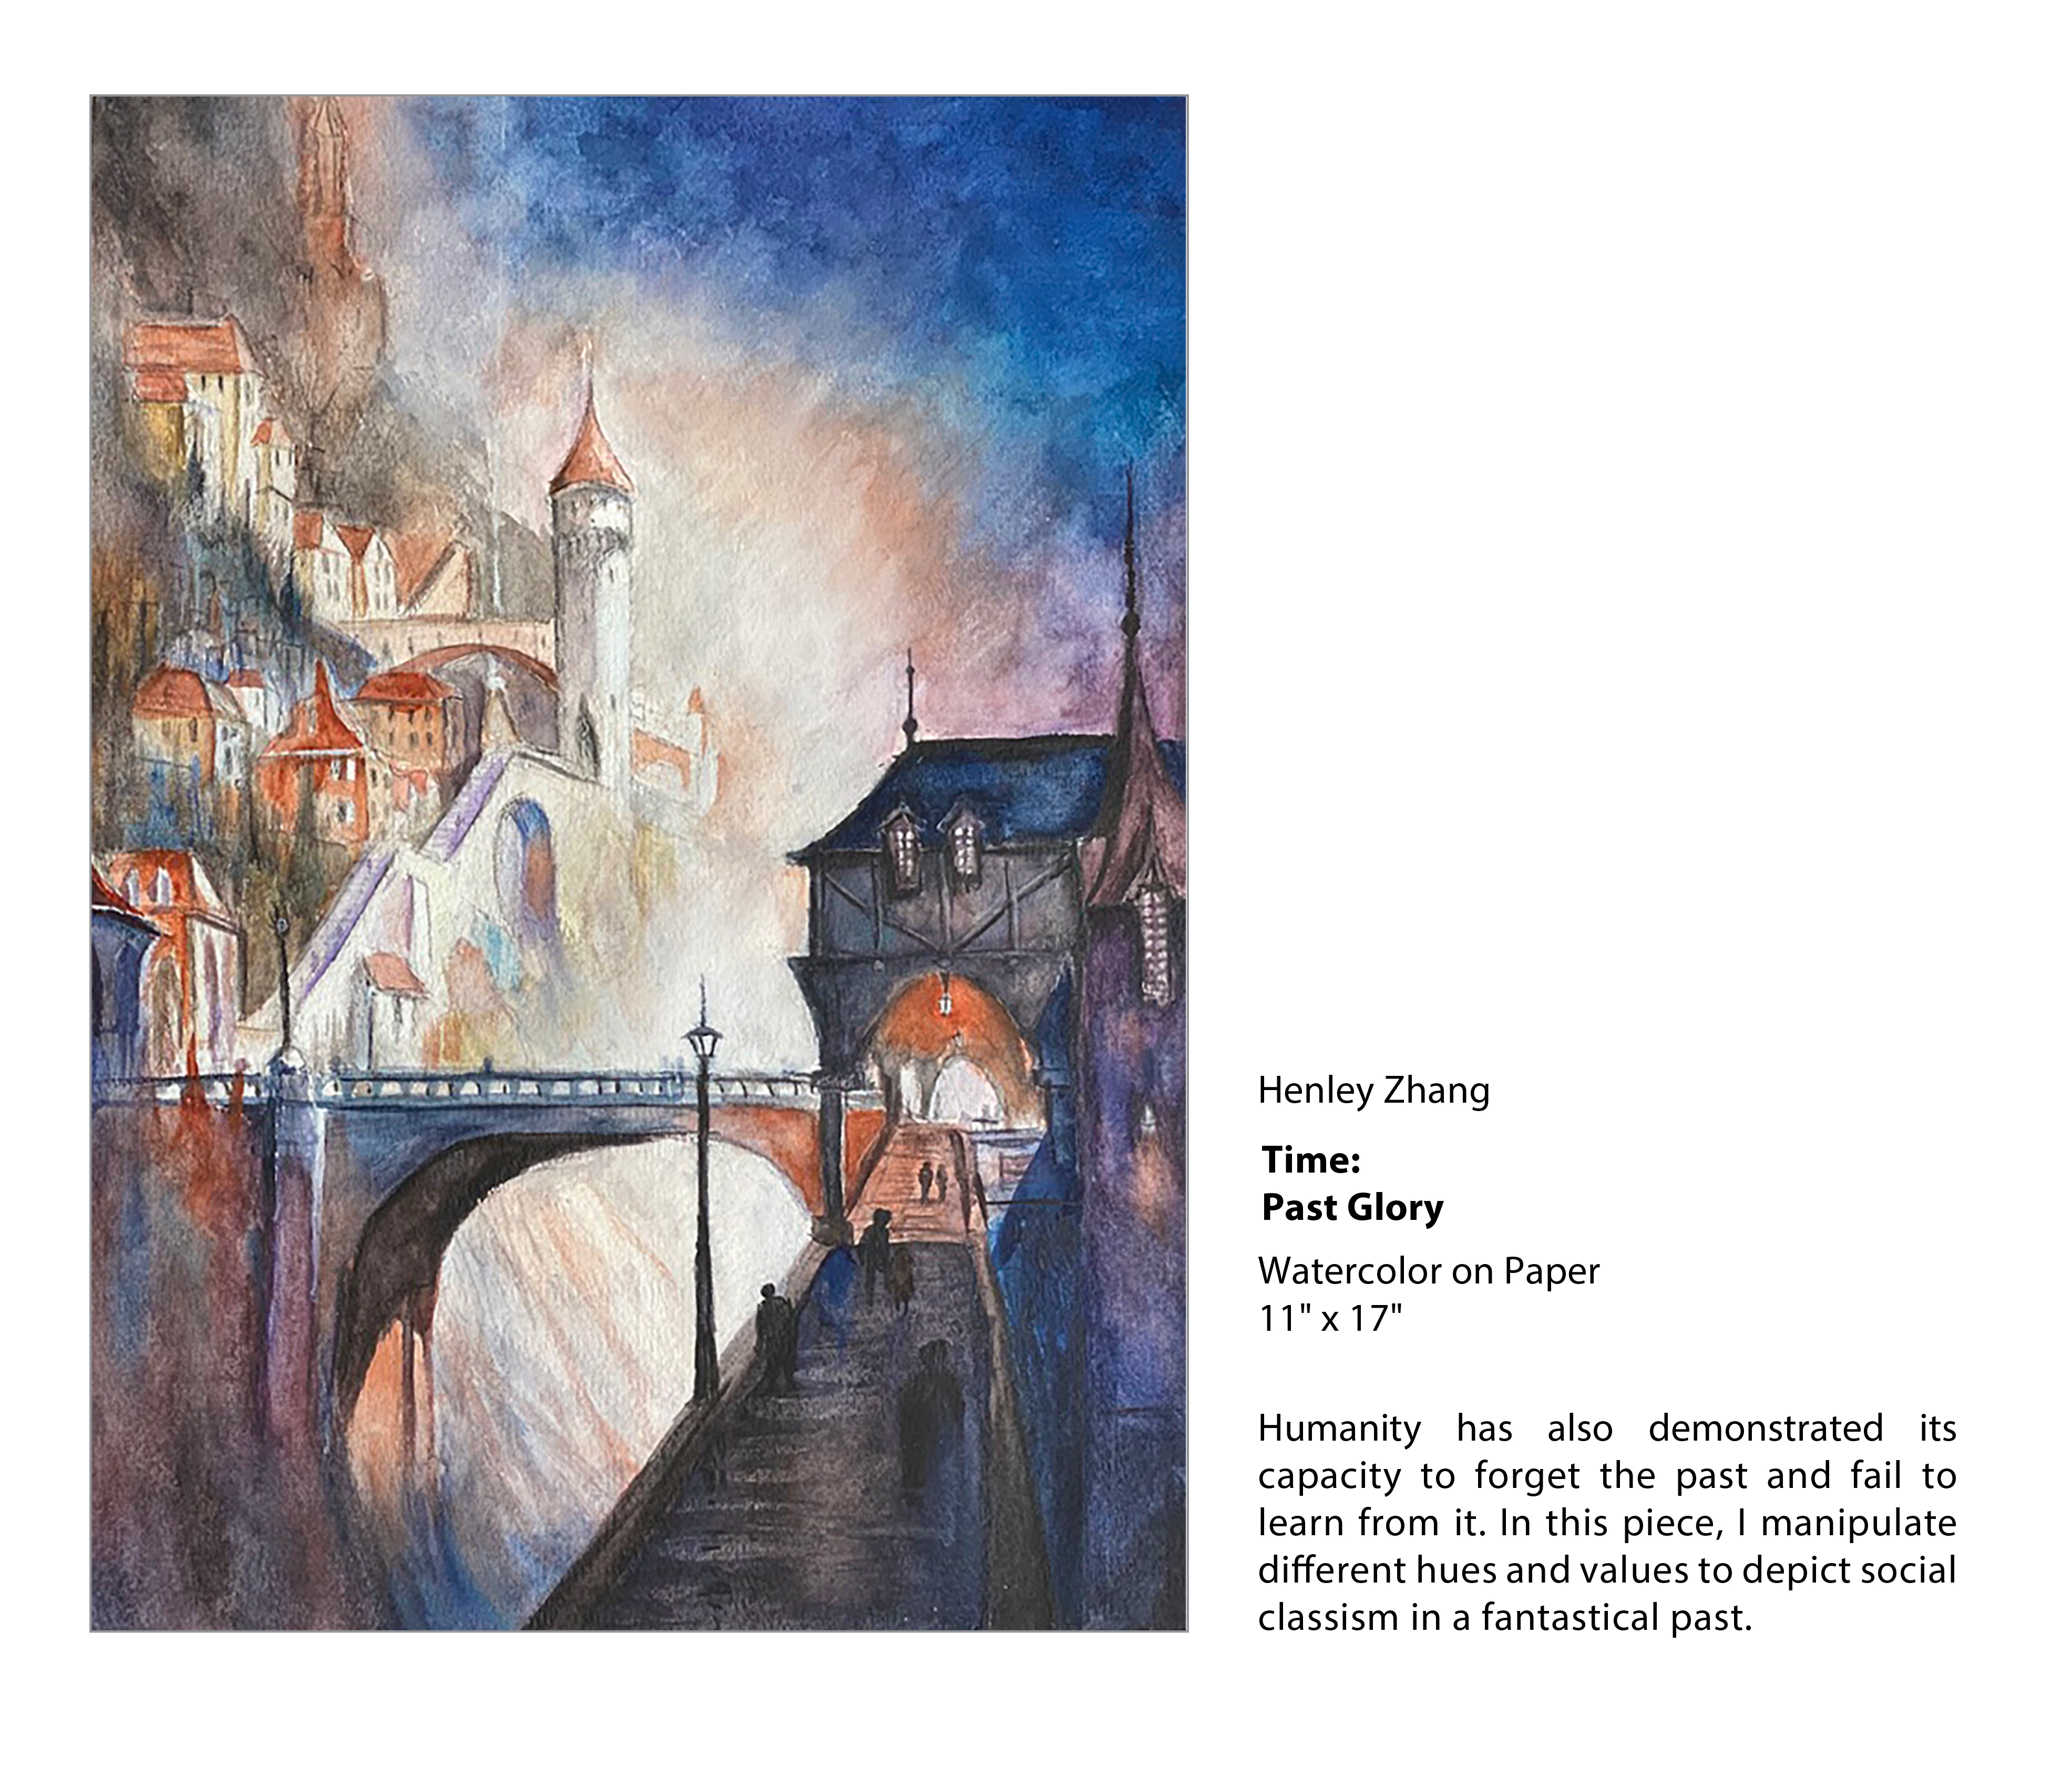 Henley Zhang
Time:
Past Glory
Watercolor on Paper
11" x 17"
Humanity has also demonstrated its
capacity to forget the past and fail to
learn from it. In this piece, I manipulate
different hues and values to depict social
classism in a fantastical past.